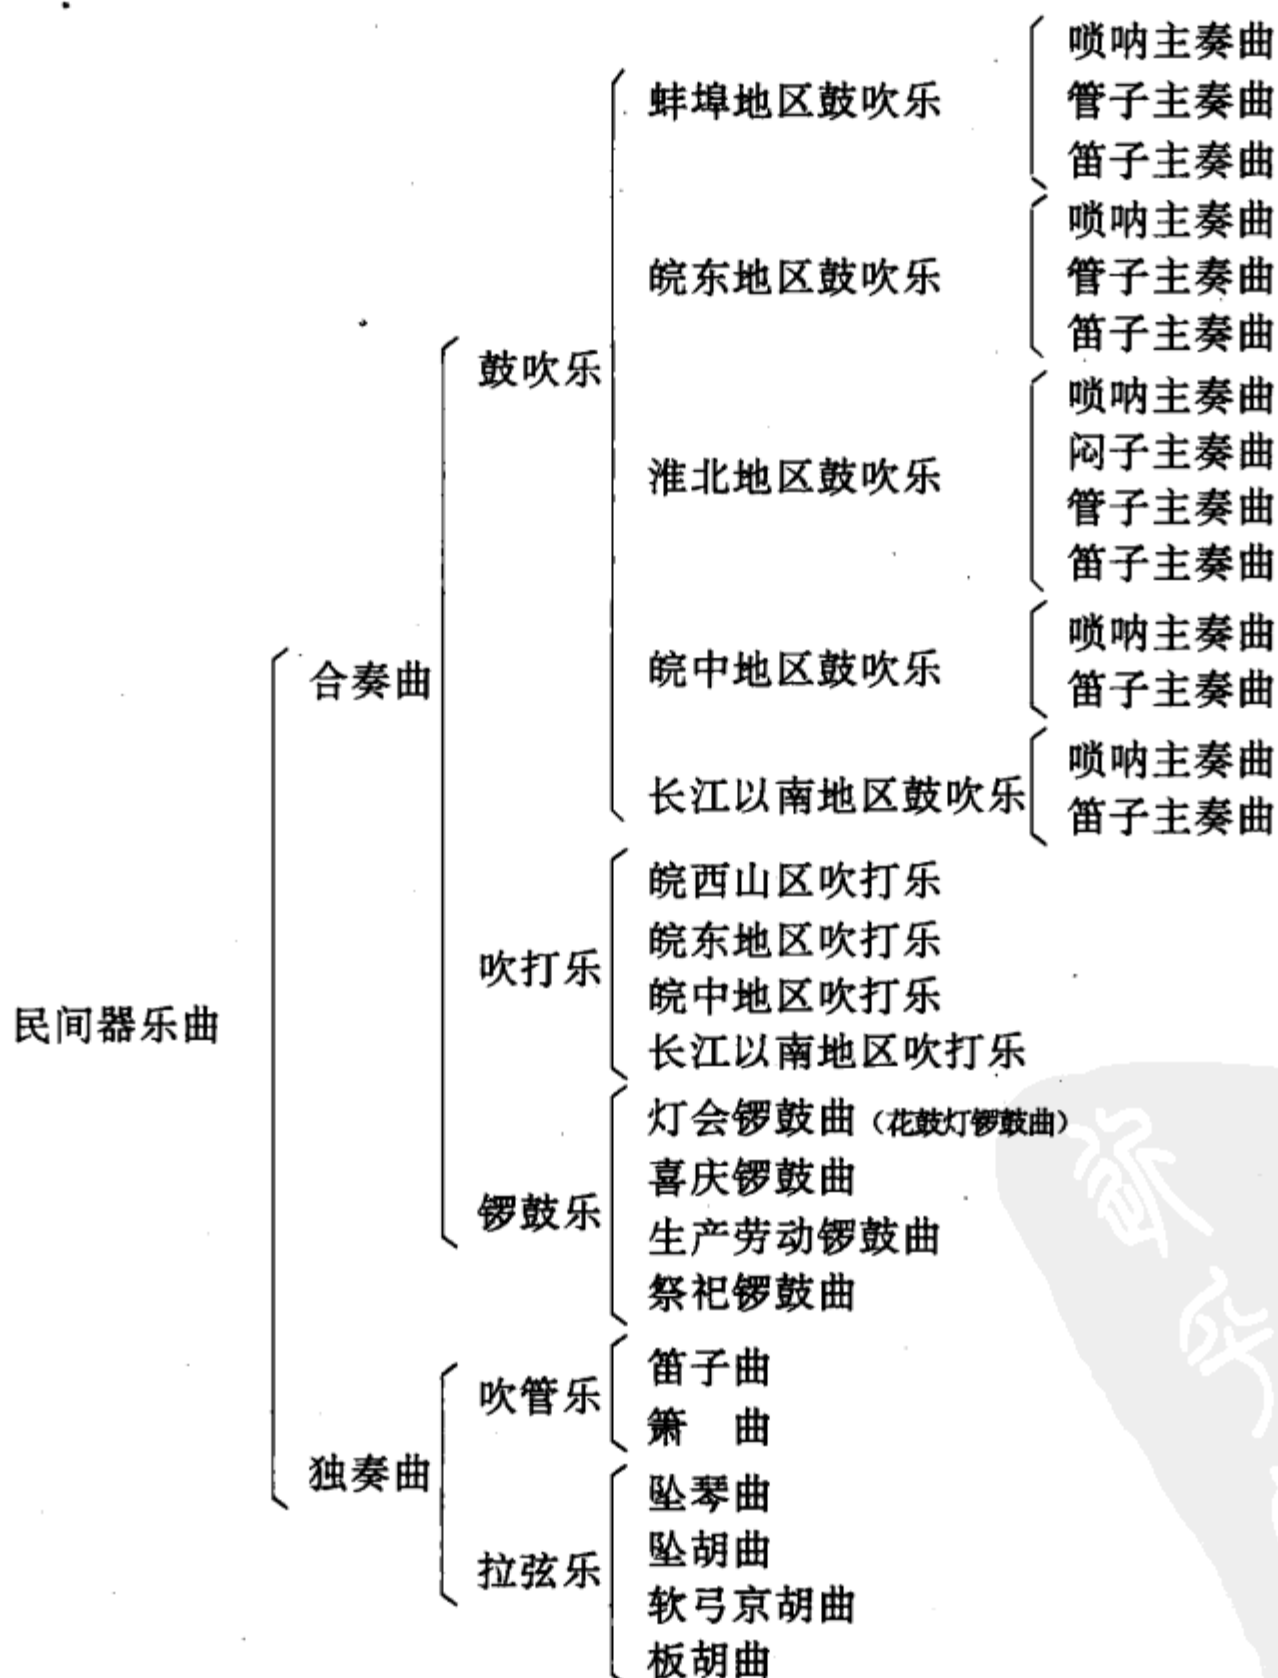 民间器乐曲
合奏曲
鼓吹乐
蚌埠地区鼓吹乐
唢呐主奏曲
管子主奏曲
笛子主奏曲
皖东地区鼓吹乐
唢呐主奏曲
管子主奏曲
笛子主奏曲
淮北地区鼓吹乐
唢呐主奏曲
闷子主奏曲
管子主奏曲
笛子主奏曲
皖中地区鼓吹乐
唢呐主奏曲
笛子主奏曲
长江以南地区鼓吹乐
唢呐主奏曲
笛子主奏曲
吹打乐
皖西山区吹打乐
皖东地区吹打乐
皖中地区吹打乐
长江以南地区吹打乐
锣鼓乐
灯会锣鼓曲（花鼓灯锣鼓曲）
喜庆锣鼓曲
生产劳动锣鼓曲
祭祀锣鼓曲
独奏曲
吹管乐
笛子曲
箫　曲
拉弦乐
坠琴曲
坠胡曲
软弓京胡曲
板胡曲